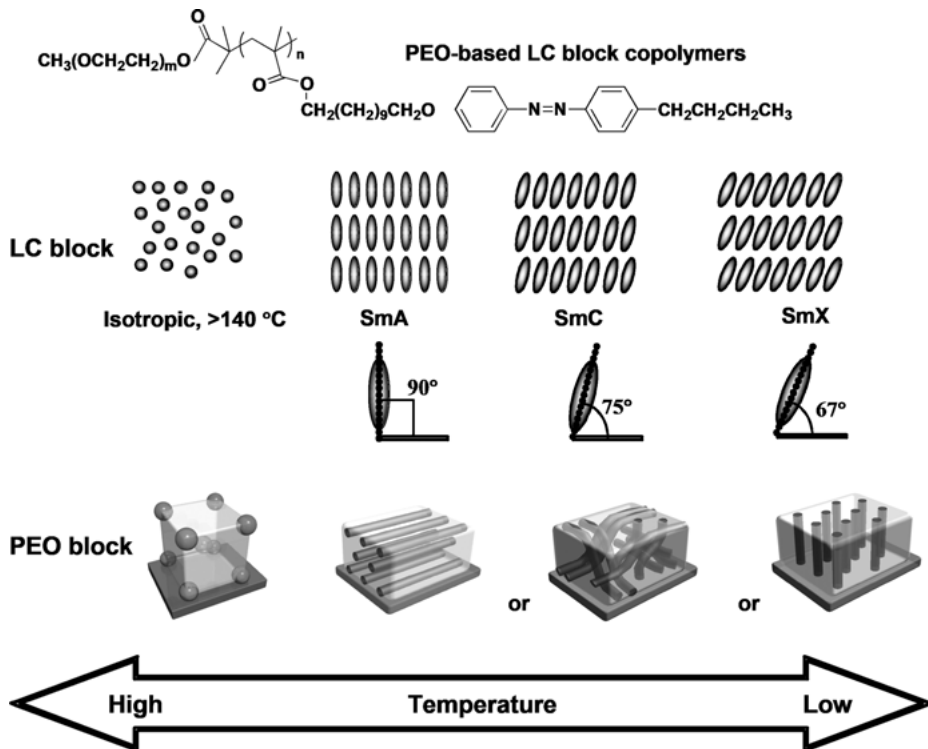 O
n
CH3(OCH2CH2)mO
O
O
PEO-based LC block copolymers
CH2(CH2)9CH2O
N=N
CH2CH2CH2CH3
LC block
Isotropic, >140 °C
SmA
SmC
SmX
90°
75°
67°
PEO block
or
or
High
Temperature
Low